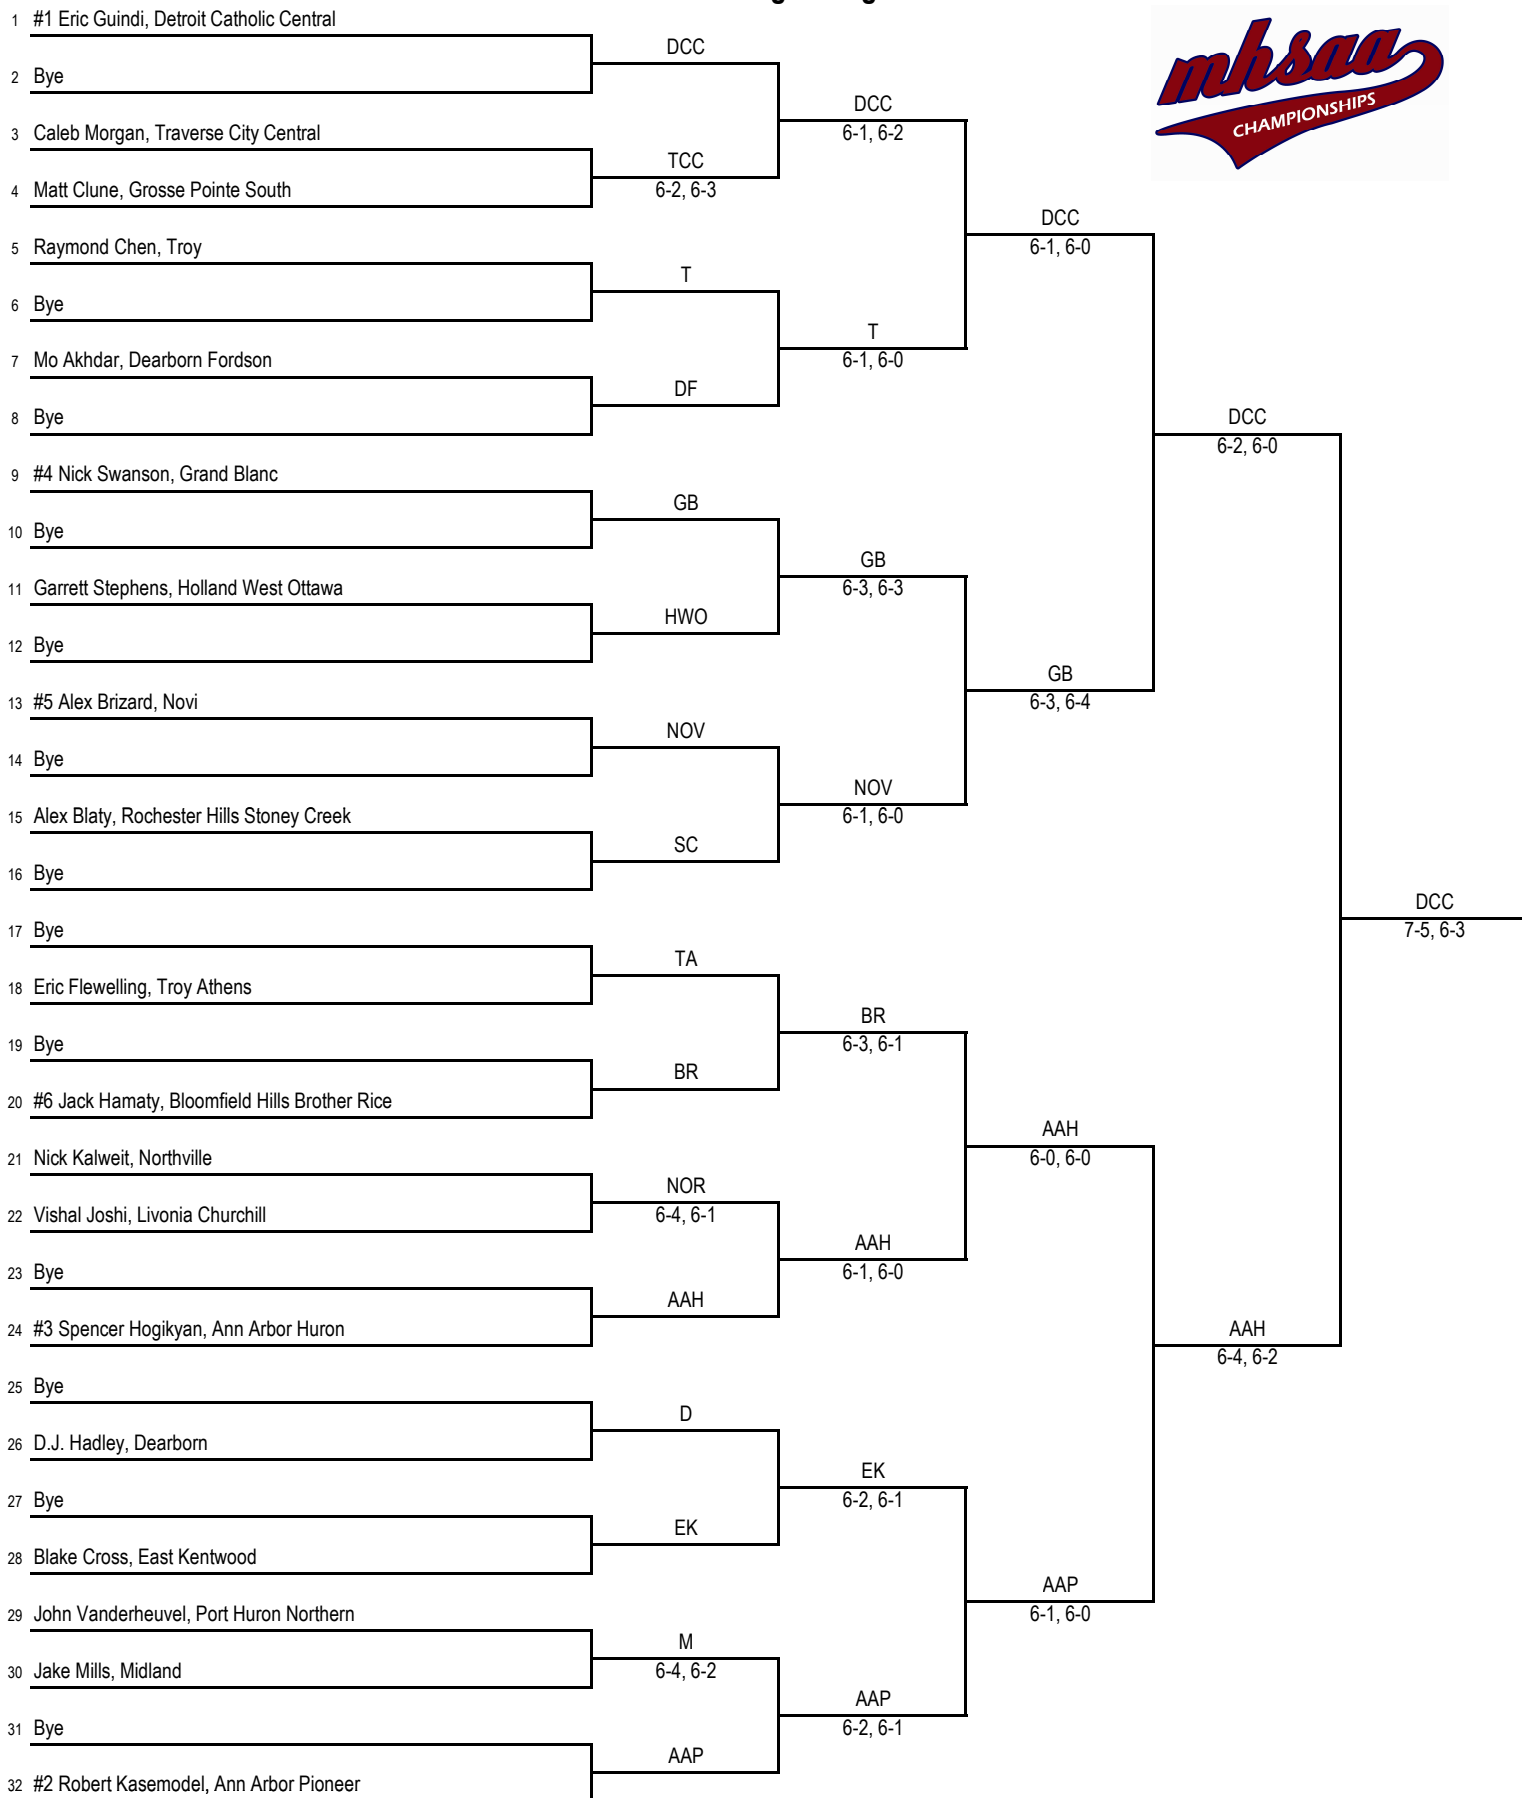 1 #1 Eric Guindi, Detroit Catholic Central
DCC
2 Bye
DCC
6-1, 6-2
3 Caleb Morgan, Traverse City Central
TCC
6-2, 6-3
4 Matt Clune, Grosse Pointe South
DCC
6-1, 6-0
5 Raymond Chen, Troy
T
6 Bye
T
6-1, 6-0
7 Mo Akhdar, Dearborn Fordson
DF
8 Bye
DCC
6-2, 6-0
9 #4 Nick Swanson, Grand Blanc
GB
10 Bye
GB
6-3, 6-3
11 Garrett Stephens, Holland West Ottawa
HWO
12 Bye
GB
6-3, 6-4
13 #5 Alex Brizard, Novi
NOV
14 Bye
NOV
6-1, 6-0
15 Alex Blaty, Rochester Hills Stoney Creek
SC
16 Bye
DCC
7-5, 6-3
17 Bye
TA
18 Eric Flewelling, Troy Athens
BR
6-3, 6-1
19 Bye
BR
20 #6 Jack Hamaty, Bloomfield Hills Brother Rice
AAH
6-0, 6-0
21 Nick Kalweit, Northville
NOR
6-4, 6-1
22 Vishal Joshi, Livonia Churchill
AAH
6-1, 6-0
23 Bye
AAH
24 #3 Spencer Hogikyan, Ann Arbor Huron
AAH
6-4, 6-2
25 Bye
D
26 D.J. Hadley, Dearborn
EK
6-2, 6-1
27 Bye
EK
28 Blake Cross, East Kentwood
AAP
6-1, 6-0
29 John Vanderheuvel, Port Huron Northern
M
6-4, 6-2
30 Jake Mills, Midland
AAP
6-2, 6-1
31 Bye
AAP
32 #2 Robert Kasemodel, Ann Arbor Pioneer
mhsaa
CHAMPIONSHIPS